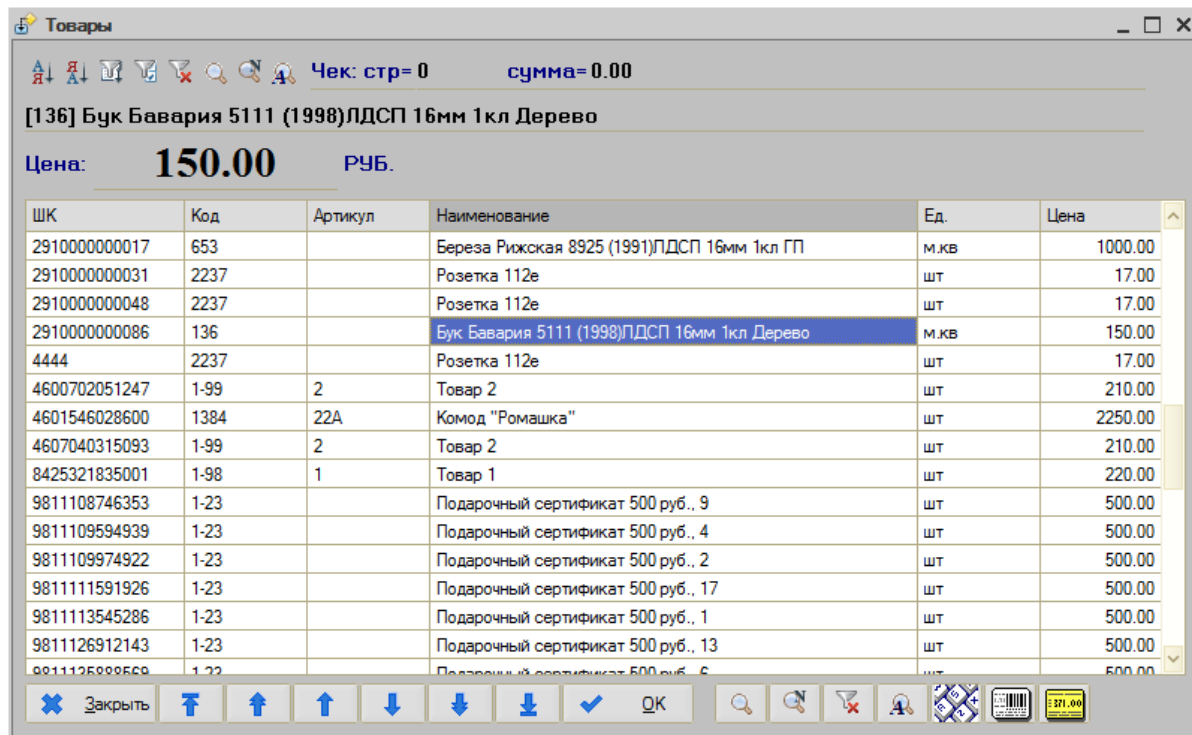 Товары
Чек: стр= 0 сумма= 0.00
[136] Бук Бавария 5111 (1998)ЛДСП 16мм 1кл Дерево
Цена: 150.00 РУБ.
ШК Код Артикул Наименование Ед. Цена
2910000000017 653 Береза Рижская 8925 (1991)ЛДСП 16мм 1кл ГП м.кв 1000.00
2910000000031 2237 Розетка 112е шт 17.00
2910000000048 2237 Розетка 112е шт 17.00
2910000000086 136 Бук Бавария 5111 (1998)ЛДСП 16мм 1кл Дерево м.кв 150.00
4444 2237 Розетка 112е шт 17.00
4600702051247 1-99 2 Товар 2 шт 210.00
4601546028600 1384 22А Комод "Ромашка" шт 2250.00
4607040315093 1-99 2 Товар 2 шт 210.00
8425321835001 1-98 1 Товар 1 шт 220.00
9811108746353 1-23 Подарочный сертификат 500 руб., 9 шт 500.00
9811109594939 1-23 Подарочный сертификат 500 руб., 4 шт 500.00
9811109974922 1-23 Подарочный сертификат 500 руб., 2 шт 500.00
9811111591926 1-23 Подарочный сертификат 500 руб., 17 шт 500.00
9811113545286 1-23 Подарочный сертификат 500 руб., 1 шт 500.00
9811126912143 1-23 Подарочный сертификат 500 руб., 13 шт 500.00
Закрыть OK